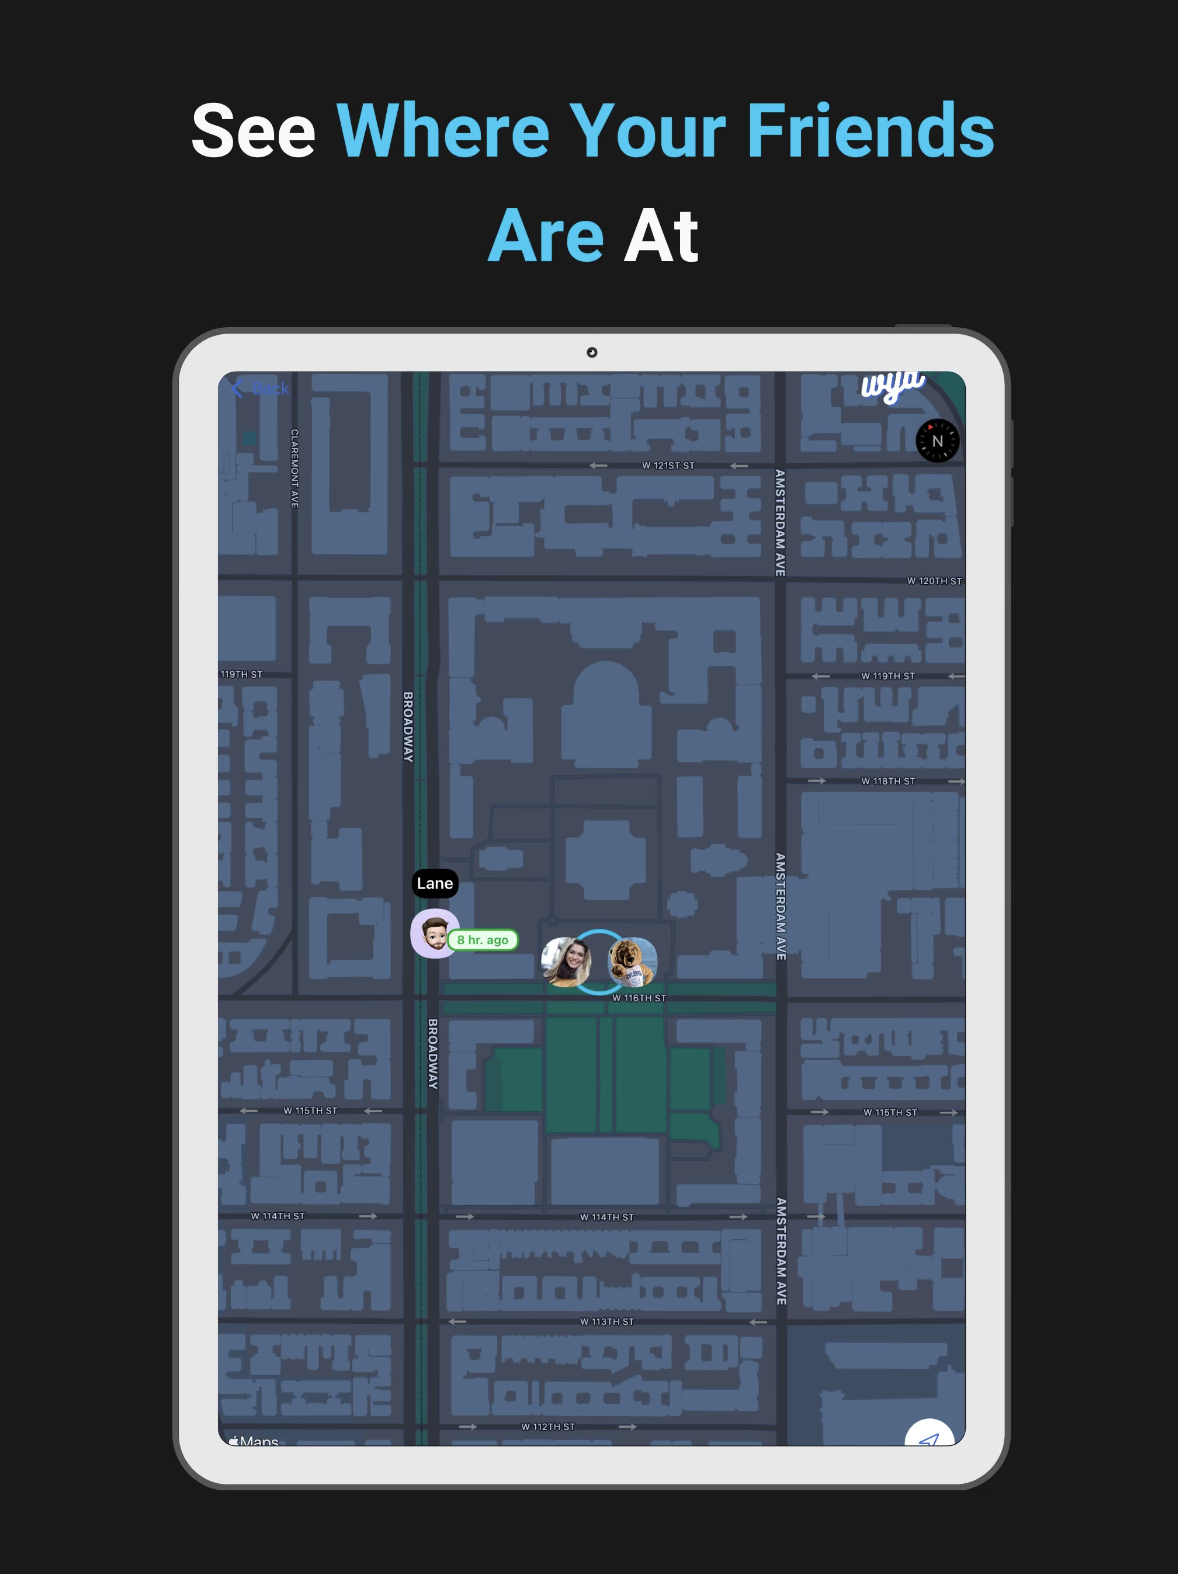 See Where Your Friends
Are At
Back
wya
N
CLAREMONT AVE
W 121ST ST
AMSTERDAM AVE
W 120TH ST
119TH ST
W 119TH ST
BROADWAY
W 118TH ST
Lane
8 hr. ago
AMSTERDAM AVE
W 116TH ST
BROADWAY
W 115TH ST
W 115TH ST
W 114TH ST
W 114TH ST
AMSTERDAM AVE
W 113TH ST
W 112TH ST
Maps